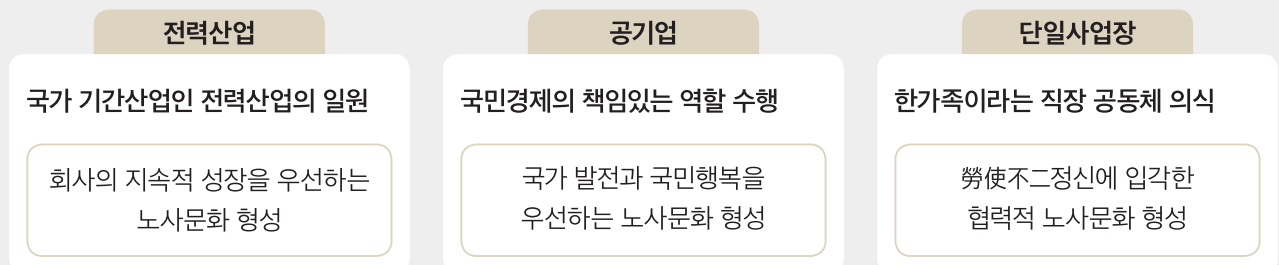 전력산업
국가 기간산업인 전력산업의 일원
회사의 지속적 성장을 우선하는
노사문화 형성
공기업
국민경제의 책임있는 역할 수행
국가 발전과 국민행복을
우선하는 노사문화 형성
단일사업장
한가족이라는 직장 공동체 의식
勞使不二정신에 입각한
협력적 노사문화 형성